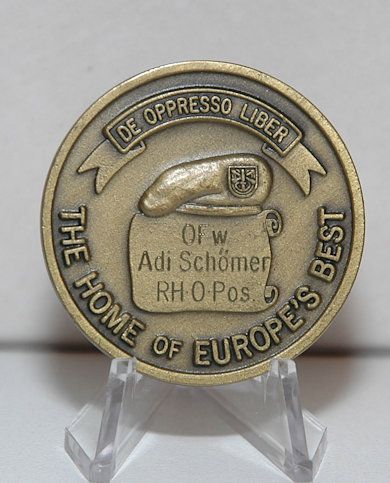 DE OPPRESSO LIBER
OFw
Adi Schömer
RH O Pos.
THE HOME OF EUROPE'S BEST